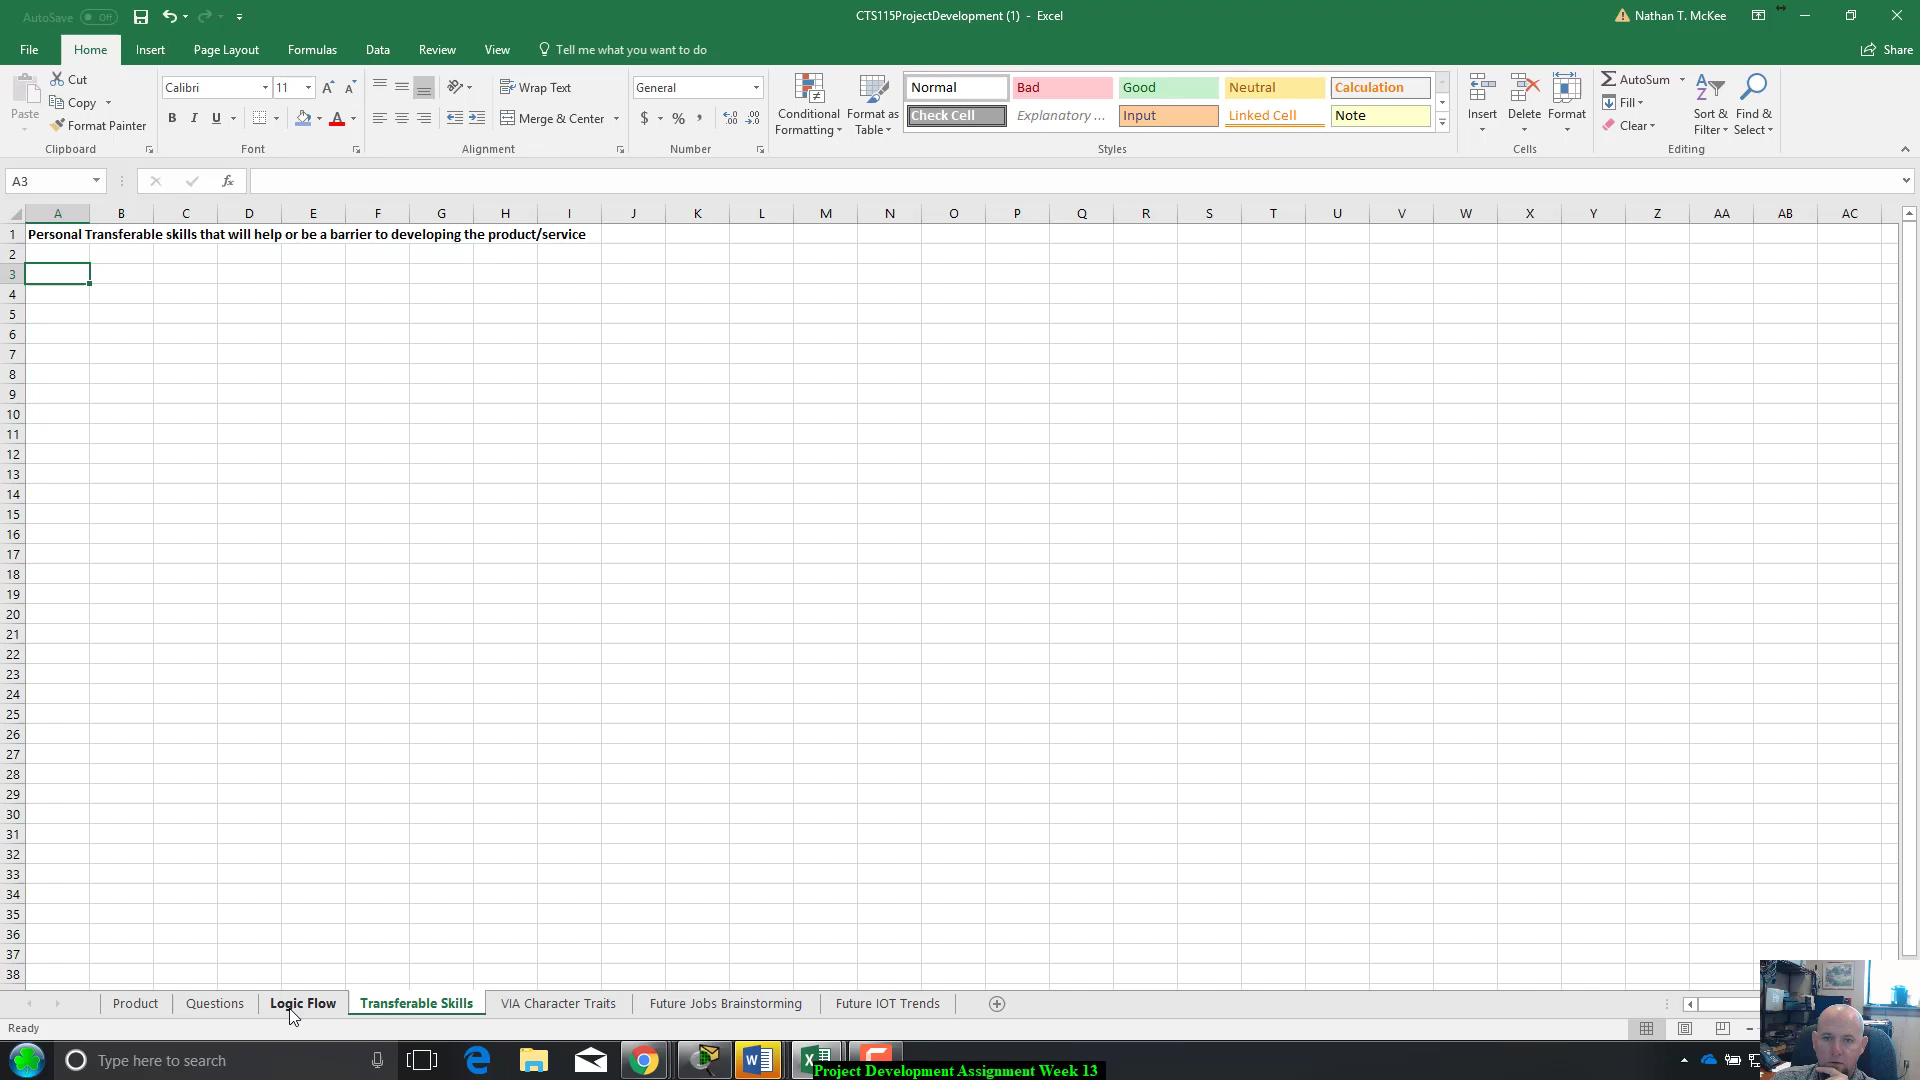 AutoSave Off CTS115ProjectDevelopment (1) - Excel Nathan T. McKee
File Home Insert Page Layout Formulas Data Review View Tell me what you want to do Share
Paste
Cut
Copy
Format Painter
Clipboard
Calibri 11 A A
B I U A
Font
Wrap Text
Merge & Center
Alignment
General
$ % , .0 .00
Number
Conditional Formatting
Format as Table
Normal Bad Good Neutral Calculation
Check Cell Explanatory ... Input Linked Cell Note
Styles
Insert Delete Format
Cells
AutoSum
Fill
Clear
Sort & Filter
Find & Select
Editing
A3 fx
A B C D E F G H I J K L M N O P Q R S T U V W X Y Z AA AB AC
1 Personal Transferable skills that will help or be a barrier to developing the product/service
2
3
4
5
6
7
8
9
10
11
12
13
14
15
16
17
18
19
20
21
22
23
24
25
26
27
28
29
30
31
32
33
34
35
36
37
38
Product Questions Logic Flow Transferable Skills VIA Character Traits Future Jobs Brainstorming Future IOT Trends
Ready
Type here to search
Project Development Assignment Week 13